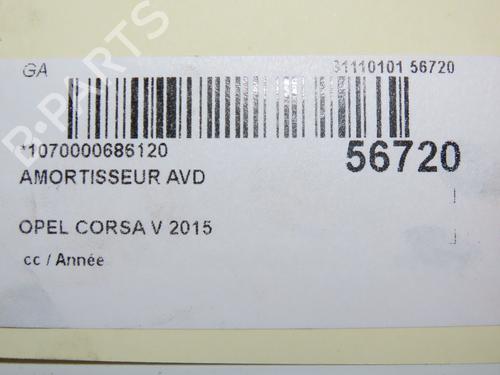 GA 31110101 56720
*1070000686120
56720
AMORTISSEUR AVD
OPEL CORSA V 2015
cc / Année
B-PARTS